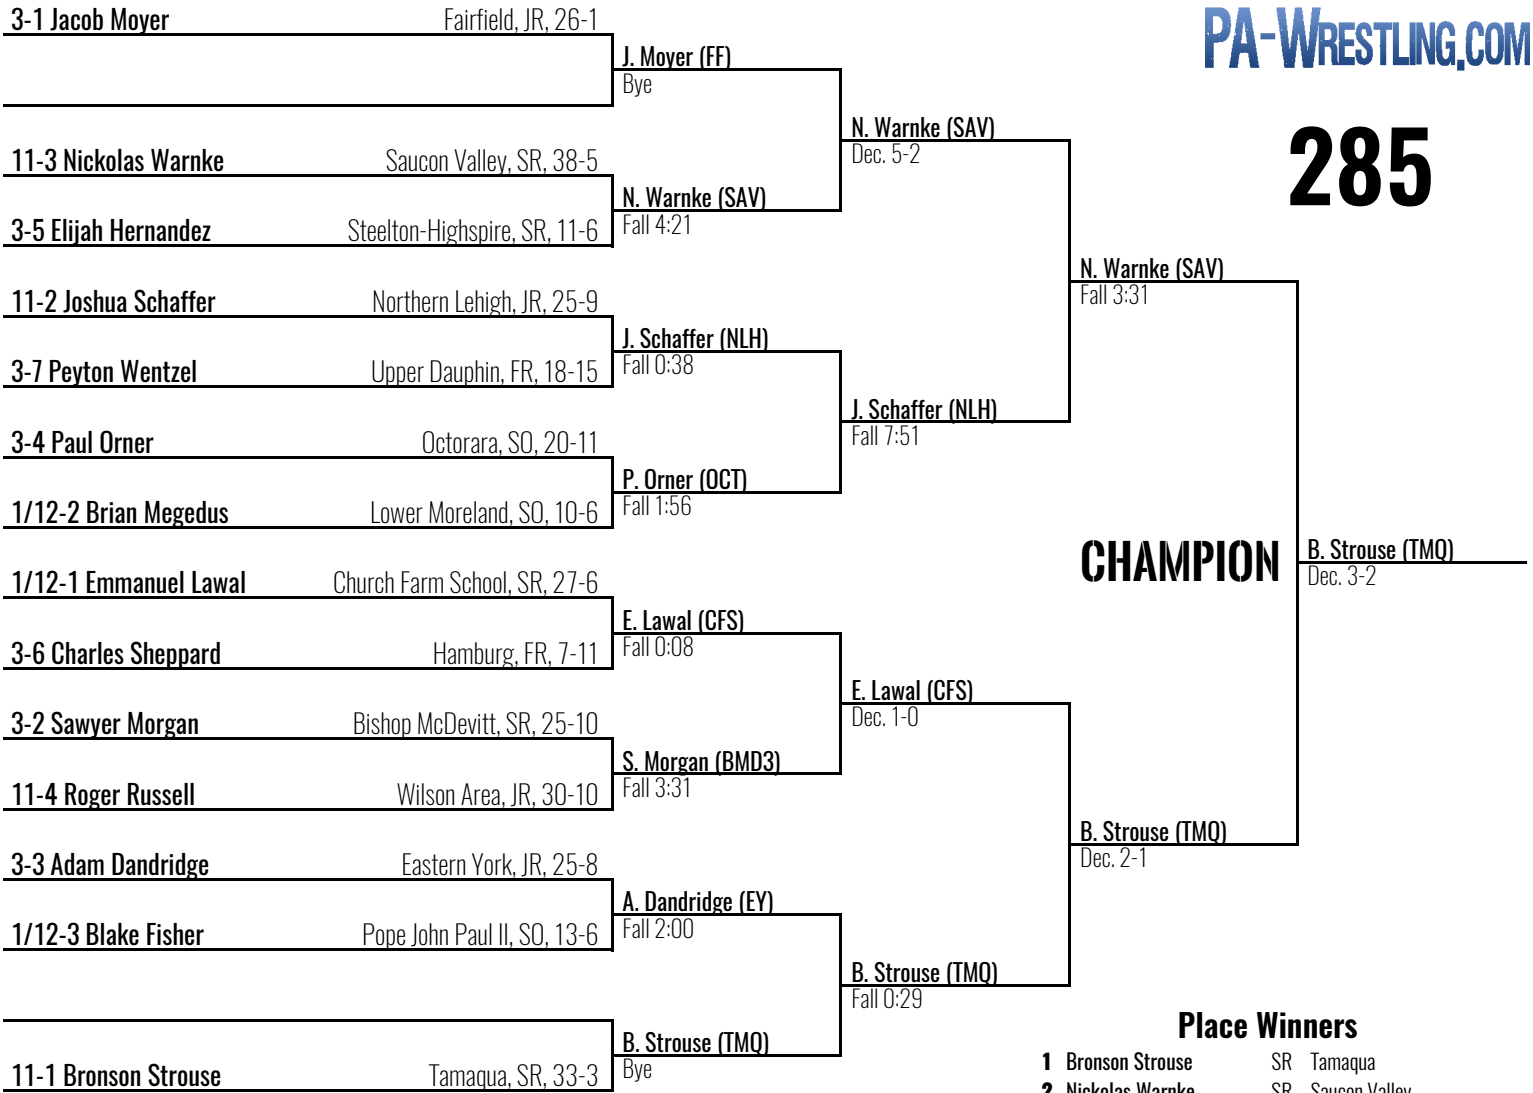 3-1 Jacob Moyer Fairfield, JR, 26-1
PA-WRESTLING.COM
J. Moyer (FF)
Bye
285
N. Warnke (SAV)
Dec. 5-2
11-3 Nickolas Warnke Saucon Valley, SR, 38-5
N. Warnke (SAV)
Fall 4:21
3-5 Elijah Hernandez Steelton-Highspire, SR, 11-6
N. Warnke (SAV)
Fall 3:31
11-2 Joshua Schaffer Northern Lehigh, JR, 25-9
J. Schaffer (NLH)
Fall 0:38
3-7 Peyton Wentzel Upper Dauphin, FR, 18-15
J. Schaffer (NLH)
Fall 7:51
3-4 Paul Orner Octorara, SO, 20-11
P. Orner (OCT)
Fall 1:56
1/12-2 Brian Megedus Lower Moreland, SO, 10-6
CHAMPION
B. Strouse (TMQ)
Dec. 3-2
1/12-1 Emmanuel Lawal Church Farm School, SR, 27-6
E. Lawal (CFS)
Fall 0:08
3-6 Charles Sheppard Hamburg, FR, 7-11
E. Lawal (CFS)
Dec. 1-0
3-2 Sawyer Morgan Bishop McDevitt, SR, 25-10
S. Morgan (BMD3)
Fall 3:31
11-4 Roger Russell Wilson Area, JR, 30-10
B. Strouse (TMQ)
Dec. 2-1
3-3 Adam Dandridge Eastern York, JR, 25-8
A. Dandridge (EY)
Fall 2:00
1/12-3 Blake Fisher Pope John Paul II, SO, 13-6
B. Strouse (TMQ)
Fall 0:29
B. Strouse (TMQ)
Bye
11-1 Bronson Strouse Tamaqua, SR, 33-3
Place Winners
1 Bronson Strouse SR Tamaqua
2 Nickolas Warnke SR Saucon Valley